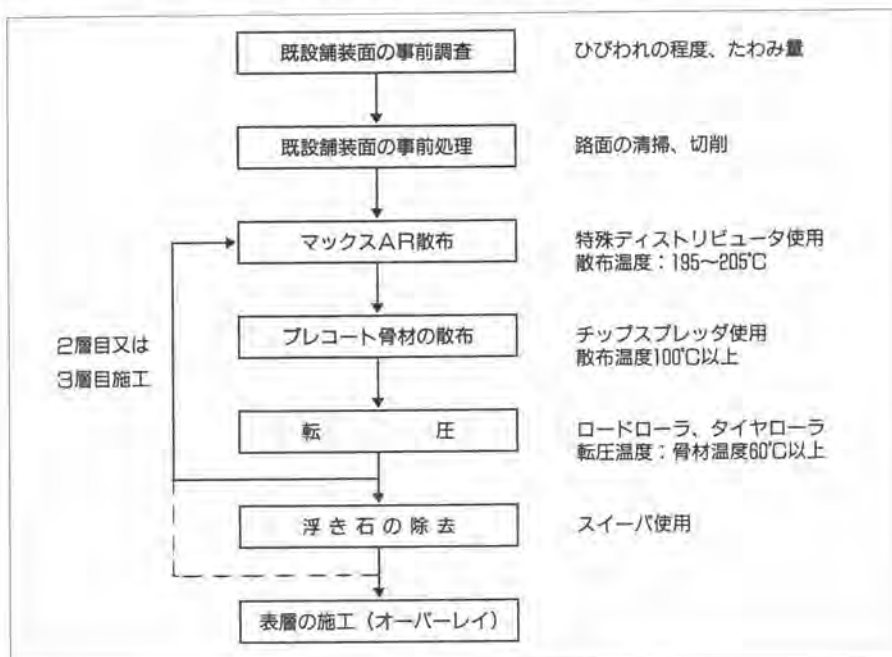 既設舗装面の事前調査
ひびわれの程度、たわみ量
既設舗装面の事前処理
路面の清掃、切削
マックスAR散布
特殊ディストリビュータ使用
散布温度：195〜205℃
プレコート骨材の散布
チップスプレッダ使用
散布温度100℃以上
2層目又は
3層目施工
転圧
ロードローラ、タイヤローラ
転圧温度：骨材温度60℃以上
浮き石の除去
スイーパ使用
表層の施工（オーバーレイ）